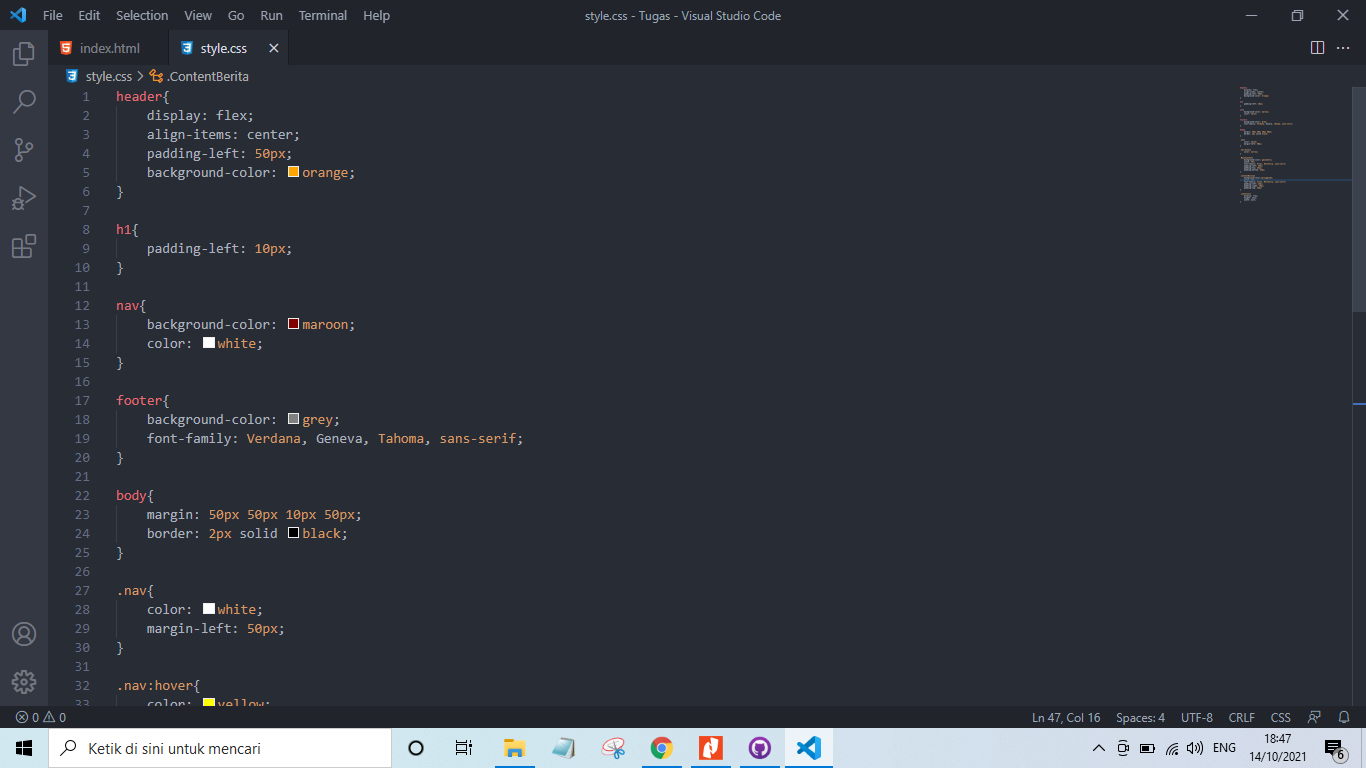 File Edit Selection View Go Run Terminal Help style.css - Tugas - Visual Studio Code
index.html style.css
style.css > .ContentBerita
1 header{
2 display: flex;
3 align-items: center;
4 padding-left: 50px;
5 background-color: orange;
6 }
7
8 h1{
9 padding-left: 10px;
10 }
11
12 nav{
13 background-color: maroon;
14 color: white;
15 }
16
17 footer{
18 background-color: grey;
19 font-family: Verdana, Geneva, Tahoma, sans-serif;
20 }
21
22 body{
23 margin: 50px 50px 10px 50px;
24 border: 2px solid black;
25 }
26
27 .nav{
28 color: white;
29 margin-left: 50px;
30 }
31
32 .nav:hover{
33 color: yellow;
0 0 Ln 47, Col 16 Spaces: 4 UTF-8 CRLF CSS
Ketik di sini untuk mencari
ENG
18:47
14/10/2021
6